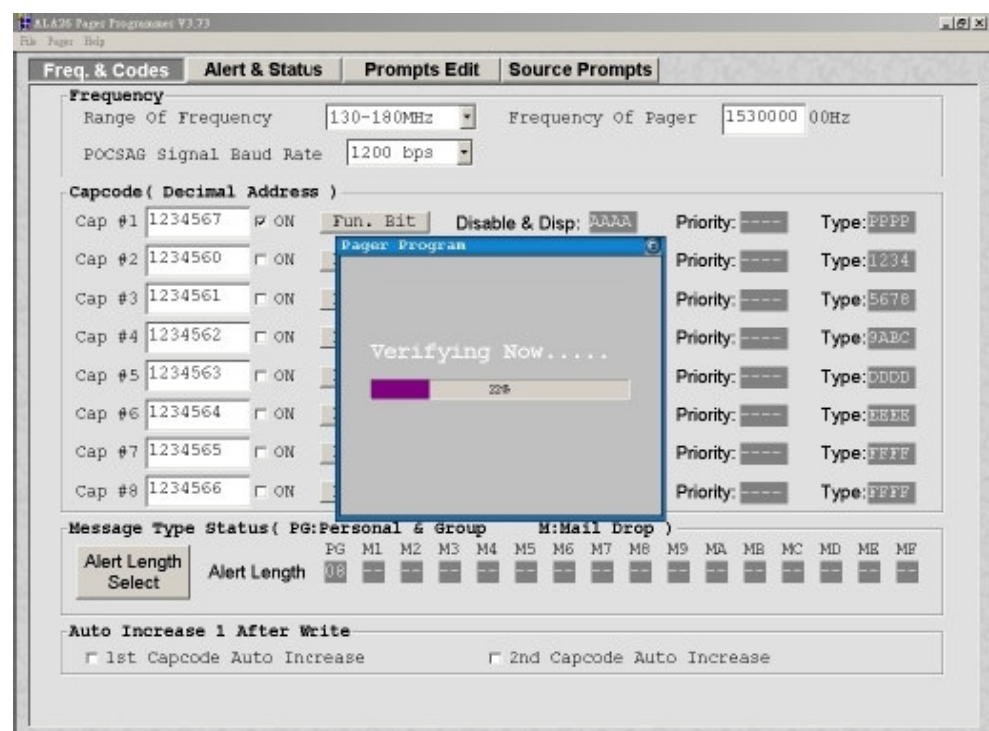 ALA26 Pager Programmer V3.73
File Pager Help
Freq. & Codes Alert & Status Prompts Edit Source Prompts
Frequency
Range Of Frequency 130-180MHz Frequency Of Pager 1530000 00Hz
POCSAG Signal Baud Rate 1200 bps
Capcode( Decimal Address )
Cap #1 1234567 ON Fun. Bit Disable & Disp: AAAA Priority: ---- Type: PPPP
Pager Program
Cap #2 1234560 ON Priority: ---- Type: 1234
Cap #3 1234561 ON Priority: ---- Type: 5678
Cap #4 1234562 ON Priority: ---- Type: 9ABC
Verifying Now.....
Cap #5 1234563 ON Priority: ---- Type: DDDD
22%
Cap #6 1234564 ON Priority: ---- Type: EEEE
Cap #7 1234565 ON Priority: ---- Type: FFFF
Cap #8 1234566 ON Priority: ---- Type: FFFF
Message Type Status( PG:Personal & Group M:Mail Drop )
PG M1 M2 M3 M4 M5 M6 M7 M8 M9 MA MB MC MD ME MF
Alert Length Select Alert Length 08 -- -- -- -- -- -- -- -- -- -- -- -- -- -- --
Auto Increase 1 After Write
1st Capcode Auto Increase 2nd Capcode Auto Increase